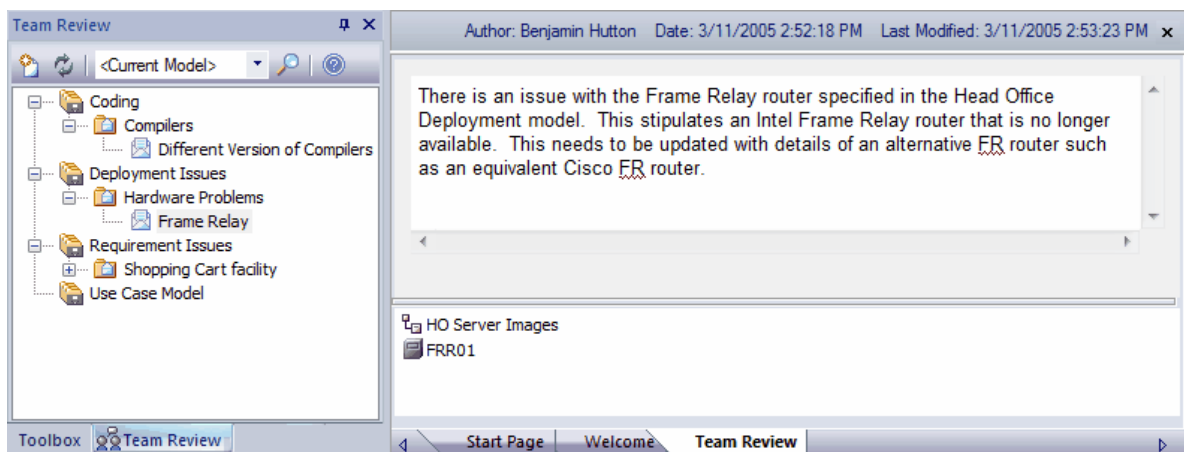 Team Review
<Current Model>
Coding
Compilers
Different Version of Compilers
Deployment Issues
Hardware Problems
Frame Relay
Requirement Issues
Shopping Cart facility
Use Case Model
Toolbox Team Review
Author: Benjamin Hutton Date: 3/11/2005 2:52:18 PM Last Modified: 3/11/2005 2:53:23 PM
There is an issue with the Frame Relay router specified in the Head Office
Deployment model. This stipulates an Intel Frame Relay router that is no longer
available. This needs to be updated with details of an alternative FR router such
as an equivalent Cisco FR router.
HO Server Images
FRR01
Start Page Welcome Team Review